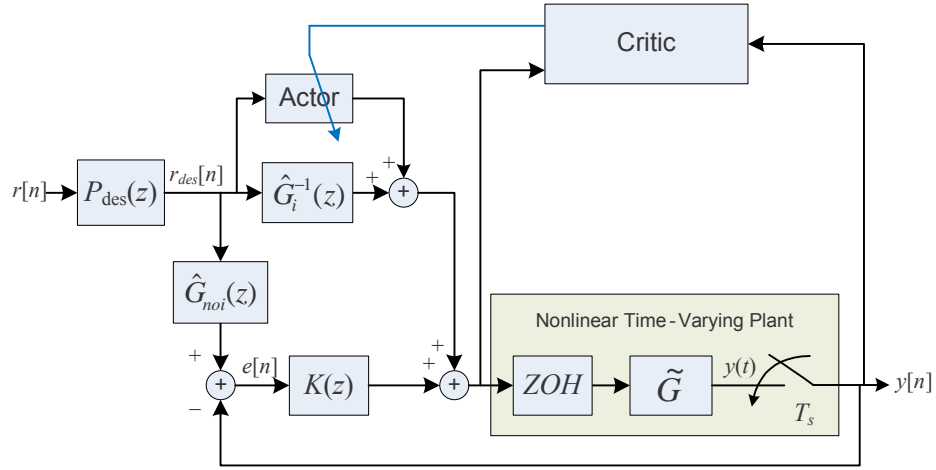 Critic
Actor
+
r[n]
P_des(z)
r_des[n]
Ĝ_i^{-1}(z)
+
+
Ĝ_noi(z)
Nonlinear Time-Varying Plant
+
+
e[n]
K(z)
+
+
+
−
ZOH
G̃
y(t)
T_s
y[n]